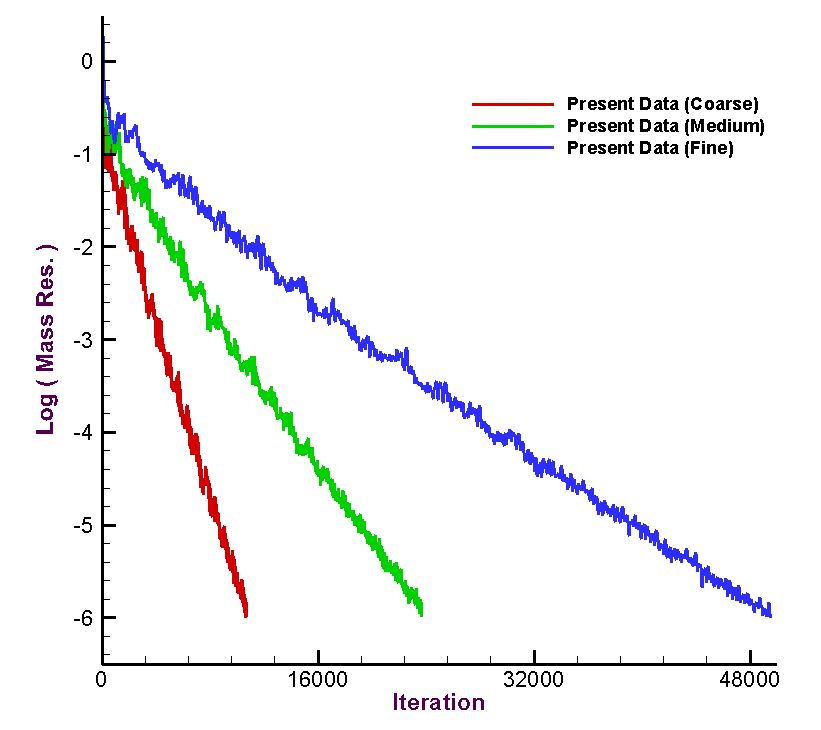 0
-1
-2
-3
-4
-5
-6
Log ( Mass Res. )
Present Data (Coarse)
Present Data (Medium)
Present Data (Fine)
0 16000 32000 48000
Iteration